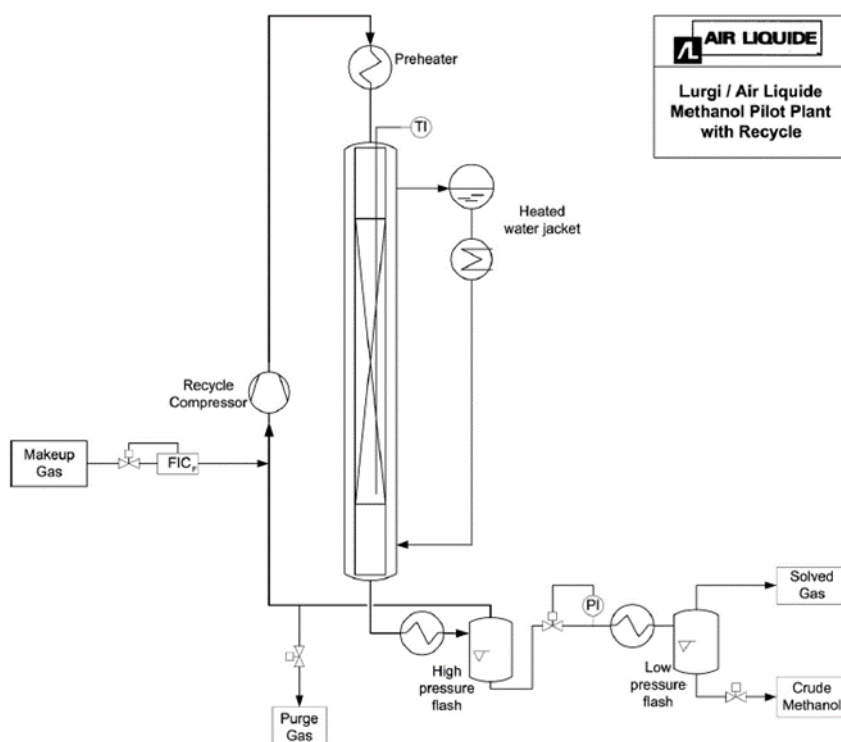 AL AIR LIQUIDE
Lurgi / Air Liquide
Methanol Pilot Plant
with Recycle
Preheater
TI
Heated
water jacket
Recycle
Compressor
Makeup
Gas
FIC
PI
Solved
Gas
High
pressure
flash
Low
pressure
flash
Crude
Methanol
Purge
Gas